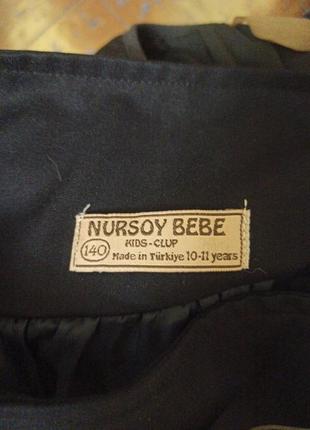 NURSOY BEBE
KIDS-CLUP
140 Made in Türkiye 10-11 years